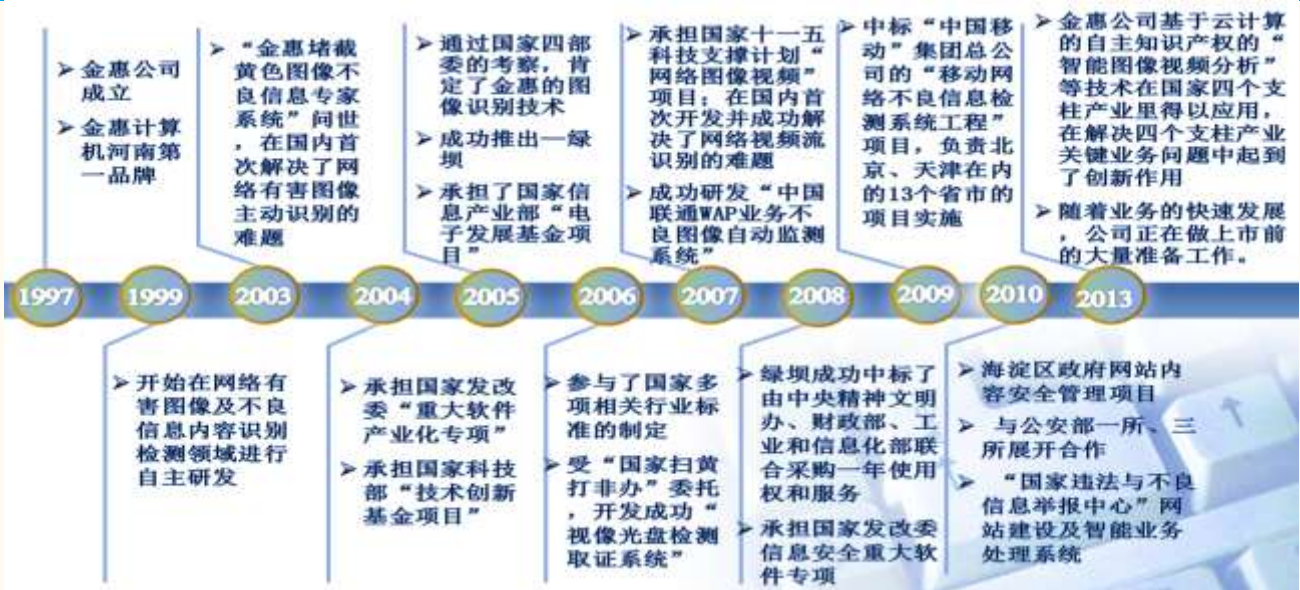 ➢金惠公司
成立
➢金惠计算
机河南第
一品牌
➢“金惠堵截
黄色图像不
良信息专家
系统”问世
，在国内首
次解决了网
络有害图像
主动识别的
难题
➢通过国家四部
委的考察，肯
定了金惠的图
像识别技术
➢成功推出—绿
坝
➢承担了国家信
息产业部“电
子发展基金项
目”
➢承担国家十一五
科技支撑计划“
网络图像视频”
项目；在国内首
次开发并成功解
决了网络视频流
识别的难题
➢成功研发“中国
联通WAP业务不
良图像自动监测
系统”
➢中标“中国移
动”集团总公
司的“移动网
络不良信息检
测系统工程”
项目，负责北
京、天津在内
的13个省市的
项目实施
➢金惠公司基于云计算
的自主知识产权的“
智能图像视频分析”
等技术在国家四个支
柱产业里得以应用，
在解决四个支柱产业
关键业务问题中起到
了创新作用
➢随着业务的快速发展
，公司正在做上市前
的大量准备工作。
1997 1999 2003 2004 2005 2006 2007 2008 2009 2010 2013
➢开始在网络有
害图像及不良
信息内容识别
检测领域进行
自主研发
➢承担国家发改
委“重大软件
产业化专项”
➢承担国家科技
部“技术创新
基金项目”
➢参与了国家多
项相关行业标
准的制定
➢受“国家扫黄
打非办”委托
，开发成功“
视像光盘检测
取证系统”
➢绿坝成功中标了
由中央精神文明
办、财政部、工
业和信息化部联
合采购一年使用
权和服务
➢承担国家发改委
信息安全重大软
件专项
➢海淀区政府网站内
容安全管理项目
➢与公安部一所、三
所展开合作
➢“国家违法与不良
信息举报中心”网
站建设及智能业务
处理系统